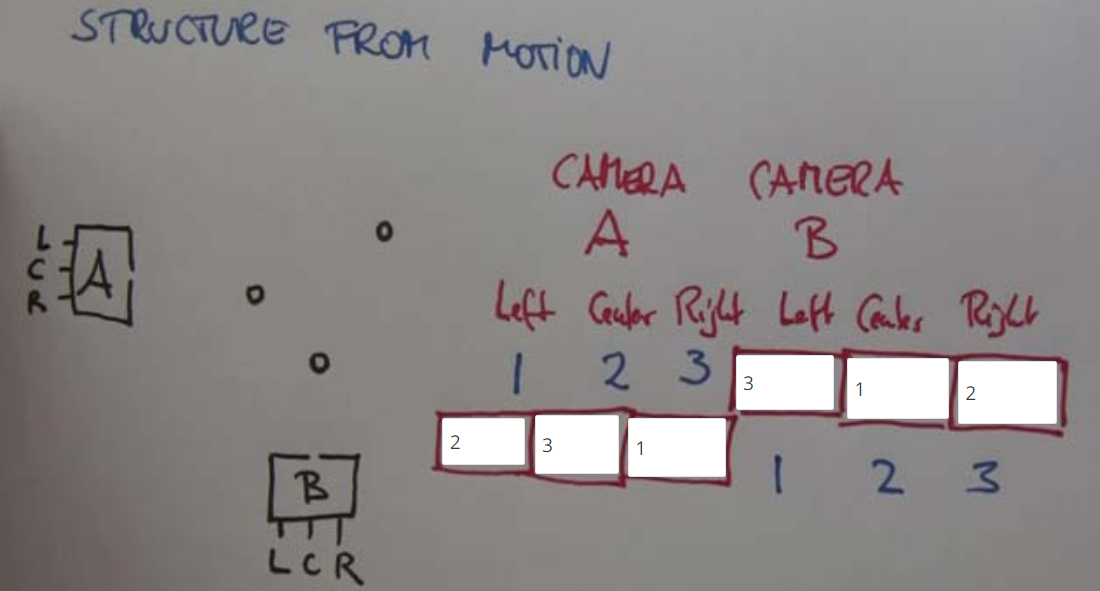 STRUCTURE FROM MOTION
CAMERA CAMERA
A B
L
C A
R
Left Center Right Left Center Right
1 2 3 3 1 2
2 3 1 1 2 3
B
L C R